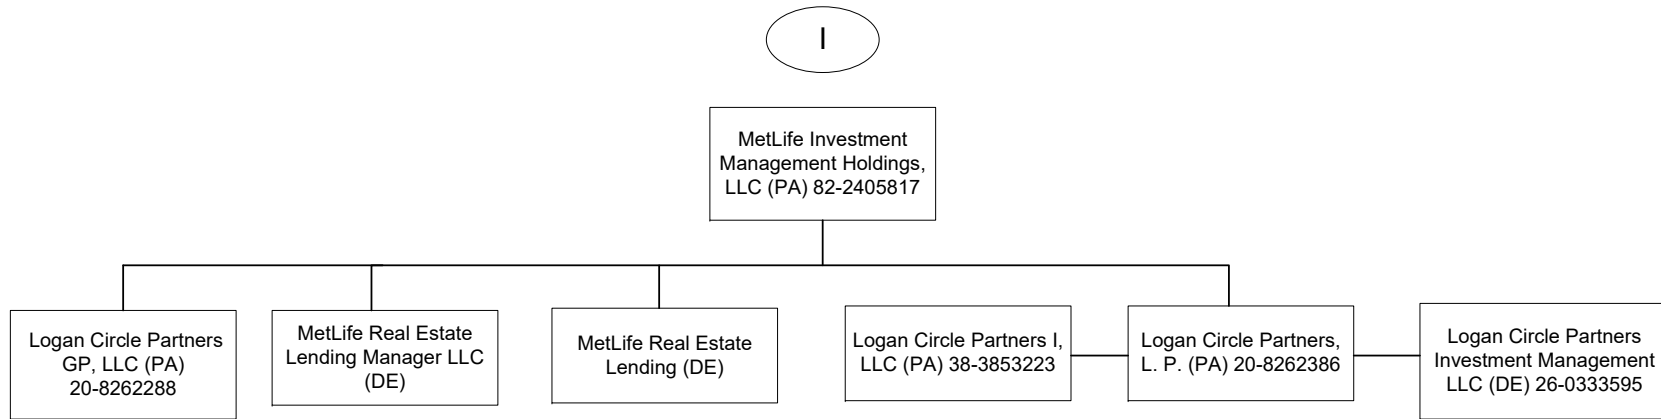 I
MetLife Investment
Management Holdings,
LLC (PA) 82-2405817
Logan Circle Partners
GP, LLC (PA)
20-8262288
MetLife Real Estate
Lending Manager LLC
(DE)
MetLife Real Estate
Lending (DE)
Logan Circle Partners I,
LLC (PA) 38-3853223
Logan Circle Partners,
L. P. (PA) 20-8262386
Logan Circle Partners
Investment Management
LLC (DE) 26-0333595